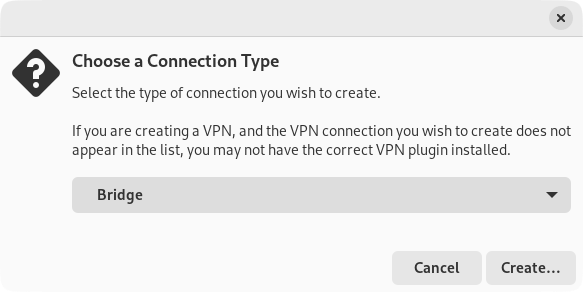 Choose a Connection Type
Select the type of connection you wish to create.
If you are creating a VPN, and the VPN connection you wish to create does not
appear in the list, you may not have the correct VPN plugin installed.
Bridge
Cancel
Create…